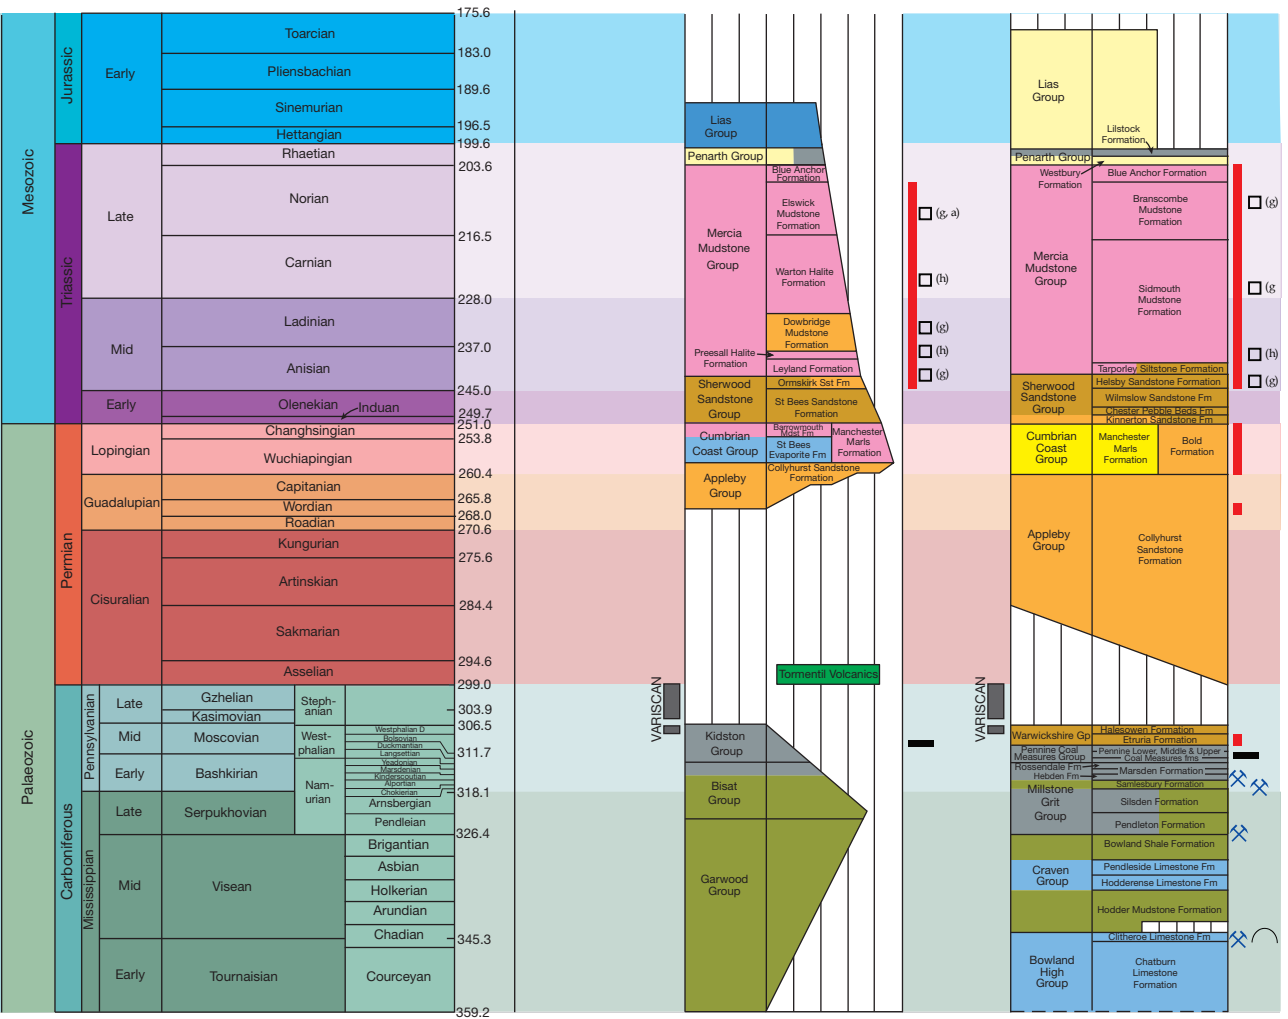 Mesozoic
Palaeozoic
Jurassic
Triassic
Permian
Carboniferous
Pennsylvanian
Mississippian
Early
Late
Mid
Early
Lopingian
Guadalupian
Cisuralian
Late
Mid
Early
Late
Mid
Early
Toarcian
Pliensbachian
Sinemurian
Hettangian
Rhaetian
Norian
Carnian
Ladinian
Anisian
Olenekian
Induan
Changhsingian
Wuchiapingian
Capitanian
Wordian
Roadian
Kungurian
Artinskian
Sakmarian
Asselian
Gzhelian
Kasimovian
Moscovian
Bashkirian
Serpukhovian
Visean
Tournaisian
Steph-
anian
West-
phalian
Nam-
urian
Westphalian D
Bolsovian
Duckmantian
Langsettian
Yeadonian
Marsdenian
Kinderscoutian
Alportian
Chokierian
Arnsbergian
Pendleian
Brigantian
Asbian
Holkerian
Arundian
Chadian
Courceyan
175.6
183.0
189.6
196.5
199.6
203.6
216.5
228.0
237.0
245.0
249.7
251.0
253.8
260.4
265.8
268.0
270.6
275.6
284.4
294.6
299.0
303.9
306.5
311.7
318.1
326.4
345.3
359.2
VARISCAN
Lias
Group
Penarth Group
Mercia
Mudstone
Group
Blue Anchor
Formation
Elswick
Mudstone
Formation
Warton Halite
Formation
Dowbridge
Mudstone
Formation
Preesall Halite
Formation
Leyland Formation
Sherwood
Sandstone
Group
Ormskirk Sst Fm
St Bees Sandstone
Formation
Cumbrian
Coast Group
Barrowmouth
Mdst Fm
St Bees
Evaporite Fm
Manchester
Marls
Formation
Appleby
Group
Collyhurst Sandstone
Formation
Tormentil Volcanics
Kidston
Group
Bisat
Group
Garwood
Group
(g, a)
(h)
(g)
(h)
(g)
VARISCAN
Lias
Group
Lilstock
Formation
Penarth Group
Westbury
Formation
Blue Anchor Formation
Branscombe
Mudstone
Formation
Mercia
Mudstone
Group
Sidmouth
Mudstone
Formation
Tarporley Siltstone Formation
Sherwood
Sandstone
Group
Helsby Sandstone Formation
Wilmslow Sandstone Fm
Chester Pebble Beds Fm
Kinnerton Sandstone Fm
Cumbrian
Coast
Group
Manchester
Marls
Formation
Bold
Formation
Appleby
Group
Collyhurst
Sandstone
Formation
Warwickshire Gp
Halesowen Formation
Etruria Formation
Pennine Coal
Measures Group
Pennine Lower, Middle & Upper
Coal Measures fms
Rossendale Fm
Marsden Formation
Hebden Fm
Samlesbury Formation
Millstone
Grit
Group
Silsden Formation
Pendleton Formation
Bowland Shale Formation
Craven
Group
Pendleside Limestone Fm
Hodderense Limestone Fm
Hodder Mudstone Formation
Clitheroe Limestone Fm
Bowland
High
Group
Chatburn
Limestone
Formation
(g)
(g
(h)
(g)